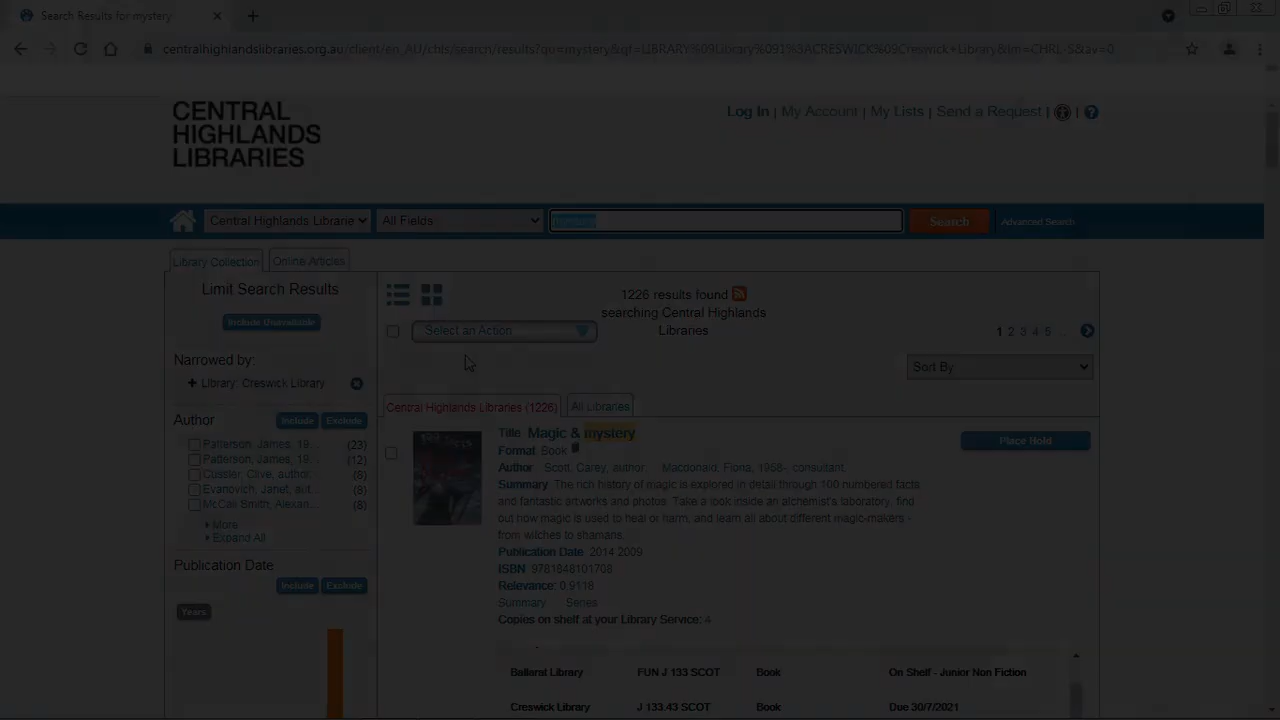 Search Results for mystery
centralhighlandslibraries.org.au/client/en_AU/chls/search/results?qu=mystery&qf=LIBRARY%09Library%091%3ACRESWICK%09Creswick+Library&lm=CHRL-S&av=0
CENTRAL
HIGHLANDS
LIBRARIES
Log In | My Account | My Lists | Send a Request |
Central Highlands Librarie
All Fields
mystery
Search
Advanced Search
Library Collection
Online Articles
Limit Search Results
Include Unavailable
Narrowed by:
Library: Creswick Library
Author
Include
Exclude
Patterson, James, 19... (23)
Patterson, James, 19... (12)
Cussler, Clive, author. (8)
Evanovich, Janet, aut... (8)
McCall Smith, Alexan... (8)
More
Expand All
Publication Date
Include
Exclude
Years
1226 results found
searching Central Highlands
Libraries
Select an Action
1 2 3 4 5 ...
Sort By
Central Highlands Libraries (1226)
All Libraries
Title Magic & mystery
Place Hold
Format: Book
Author Scott, Carey, author. Macdonald, Fiona, 1958-, consultant.
Summary: The rich history of magic is explored in detail through 100 numbered facts
and fantastic artworks and photos. Take a look inside an alchemist's laboratory, find
out how magic is used to heal or harm, and learn all about different magic-makers -
from witches to shamans.
Publication Date: 2014 2009
ISBN: 9781848101708
Relevance: 0.9118
Summary Series
Copies on shelf at your Library Service: 4
Ballarat Library FUN J 133 SCOT Book On Shelf - Junior Non Fiction
Creswick Library J 133.43 SCOT Book Due 30/7/2021